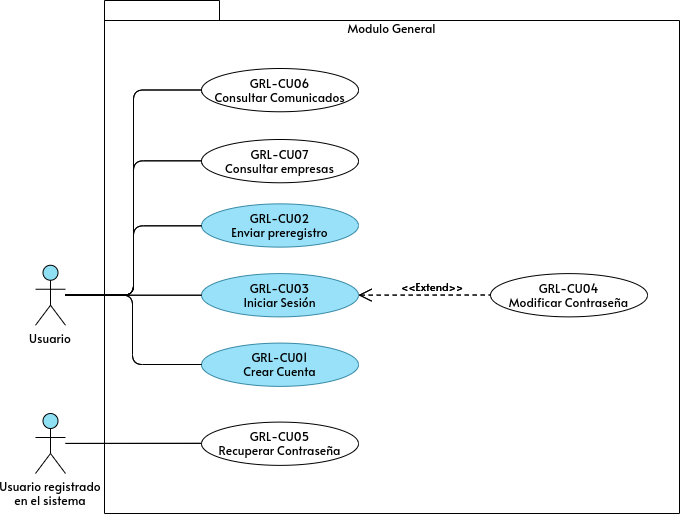 Modulo General
GRL-CU06
Consultar Comunicados
GRL-CU07
Consultar empresas
GRL-CU02
Enviar preregistro
GRL-CU03
Iniciar Sesión
<<Extend>>
GRL-CU04
Modificar Contraseña
Usuario
GRL-CU01
Crear Cuenta
GRL-CU05
Recuperar Contraseña
Usuario registrado
en el sistema